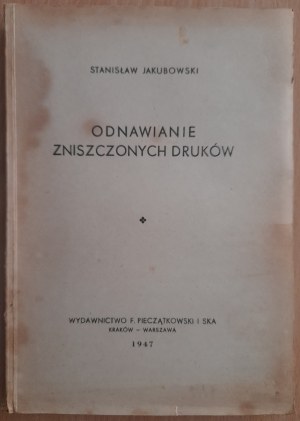 STANISŁAW JAKUBOWSKI
ODNAWIANIE
ZNISZCZONYCH DRUKÓW
WYDAWNICTWO F. PIECZĄTKOWSKI I SKA
KRAKÓW — WARSZAWA
1947